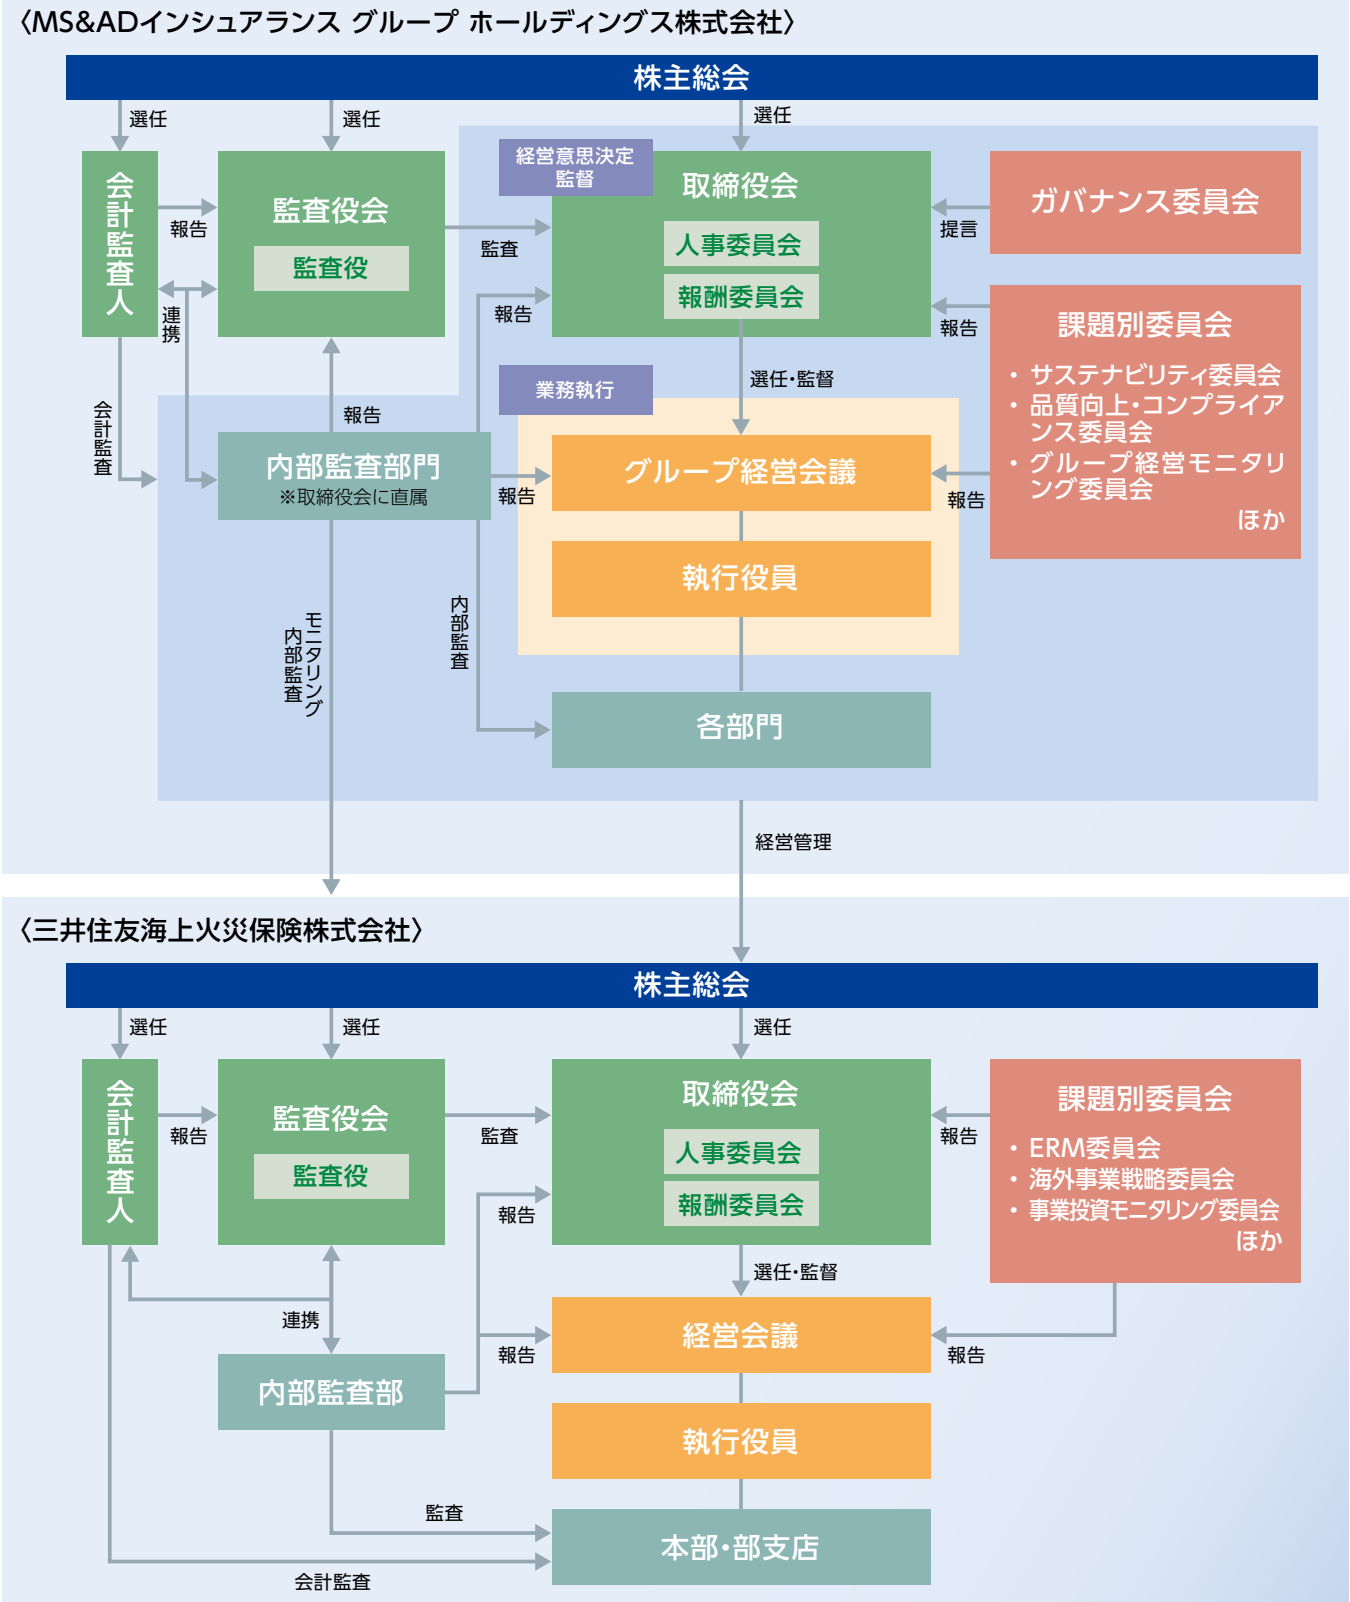 〈MS&ADインシュアランス グループ ホールディングス株式会社〉
株主総会
選任
選任
選任
会計監査人
報告
監査役会
監査役
監査
経営意思決定
監督
取締役会
人事委員会
報酬委員会
提言
ガバナンス委員会
連携
報告
報告
課題別委員会
・サステナビリティ委員会
・品質向上・コンプライア
ンス委員会
・グループ経営モニタリ
ング委員会
ほか
選任・監督
業務執行
会計監査
報告
内部監査部門
※取締役会に直属
報告
グループ経営会議
報告
執行役員
モニタリング
内部監査
内部監査
各部門
経営管理
〈三井住友海上火災保険株式会社〉
株主総会
選任
選任
選任
会計監査人
報告
監査役会
監査役
監査
取締役会
人事委員会
報酬委員会
報告
課題別委員会
・ERM委員会
・海外事業戦略委員会
・事業投資モニタリング委員会
ほか
報告
選任・監督
連携
報告
経営会議
報告
内部監査部
執行役員
監査
本部・部支店
会計監査